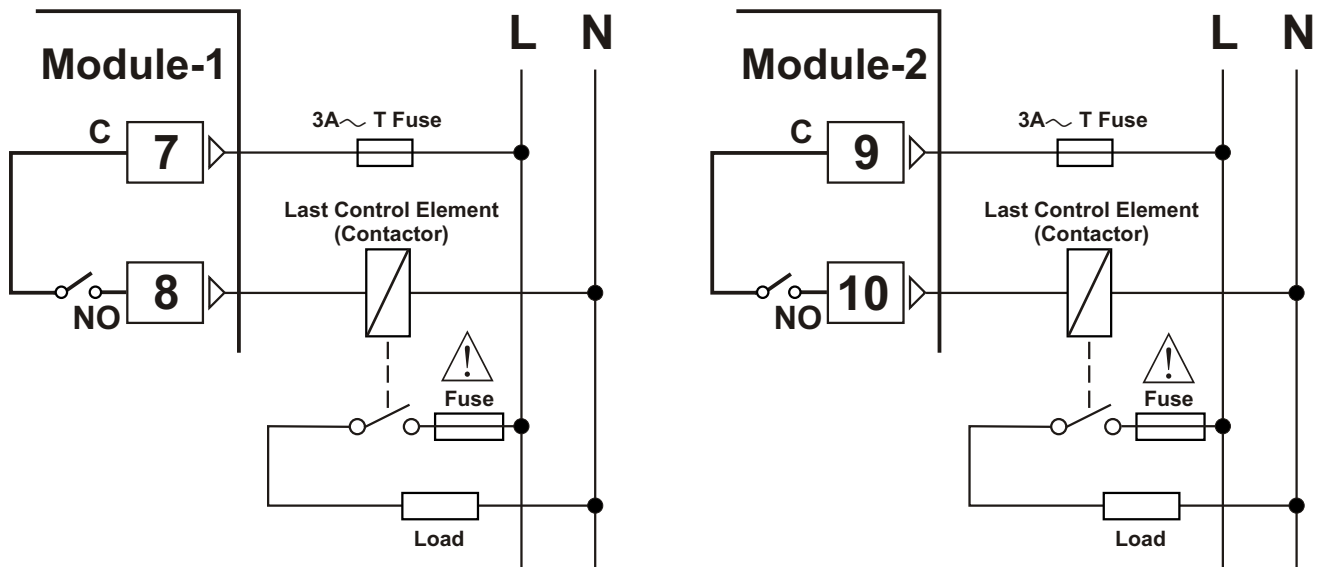 L N
Module-1
3A~ T Fuse
C
7
Last Control Element
(Contactor)
8
NO
!
Fuse
Load
L N
Module-2
3A~ T Fuse
C
9
Last Control Element
(Contactor)
10
NO
!
Fuse
Load